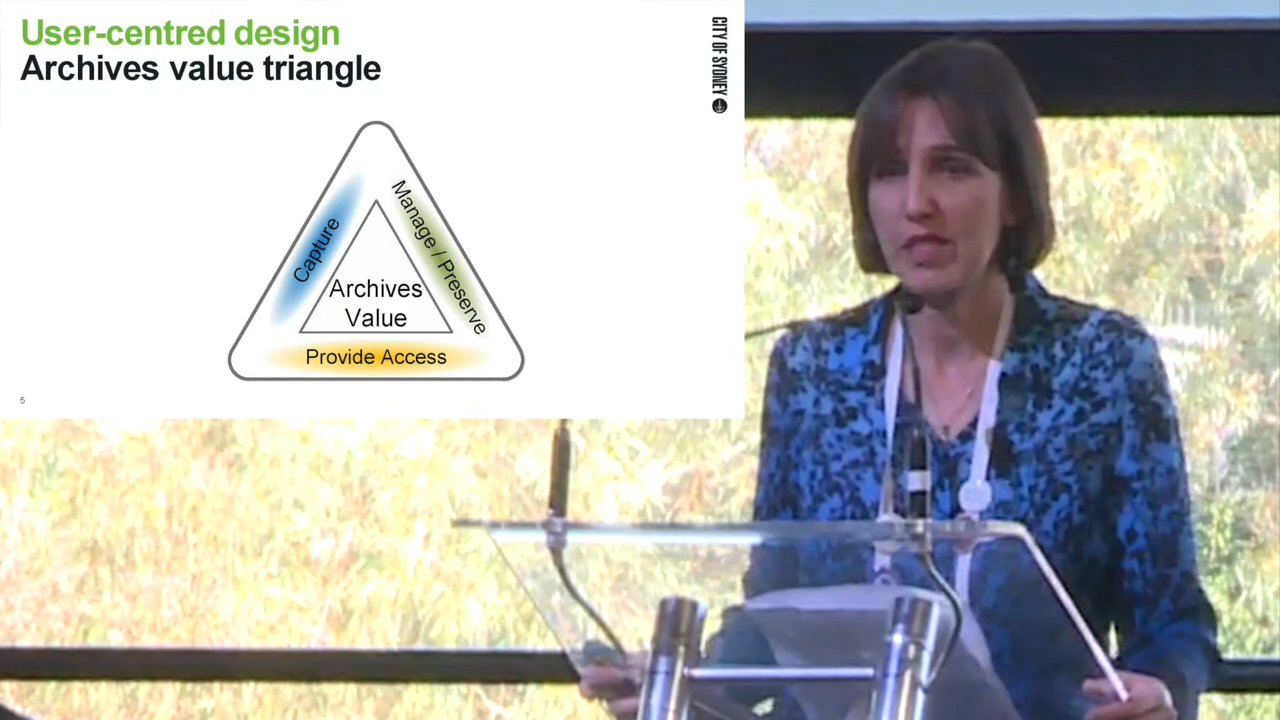 User-centred design
Archives value triangle
CITY OF SYDNEY
Capture
Manage / Preserve
Archives
Value
Provide Access
5